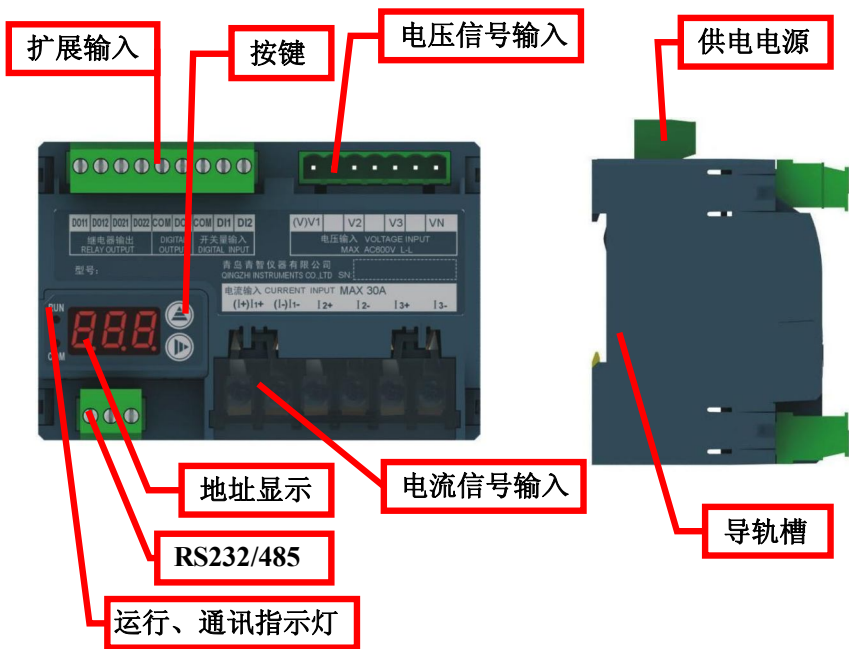 扩展输入
按键
电压信号输入
供电电源
DO11 DO12 DO21 DO22 COM DO COM DI1 DI2
继电器输出
RELAY OUTPUT
DIGITAL
OUTPUT
开关量输入
DIGITAL INPUT
(V)V1 V2 V3 VN
电压输入 VOLTAGE INPUT
MAX AC600V L-L
型号：
青岛青智仪器有限公司
QINGZHI INSTRUMENTS CO.,LTD SN
电流输入 CURRENT INPUT MAX 30A
(I+)I1+ (I-)I1- I2+ I2- I3+ I3-
RUN
8.8.8.
COM
地址显示
电流信号输入
导轨槽
RS232/485
运行、通讯指示灯